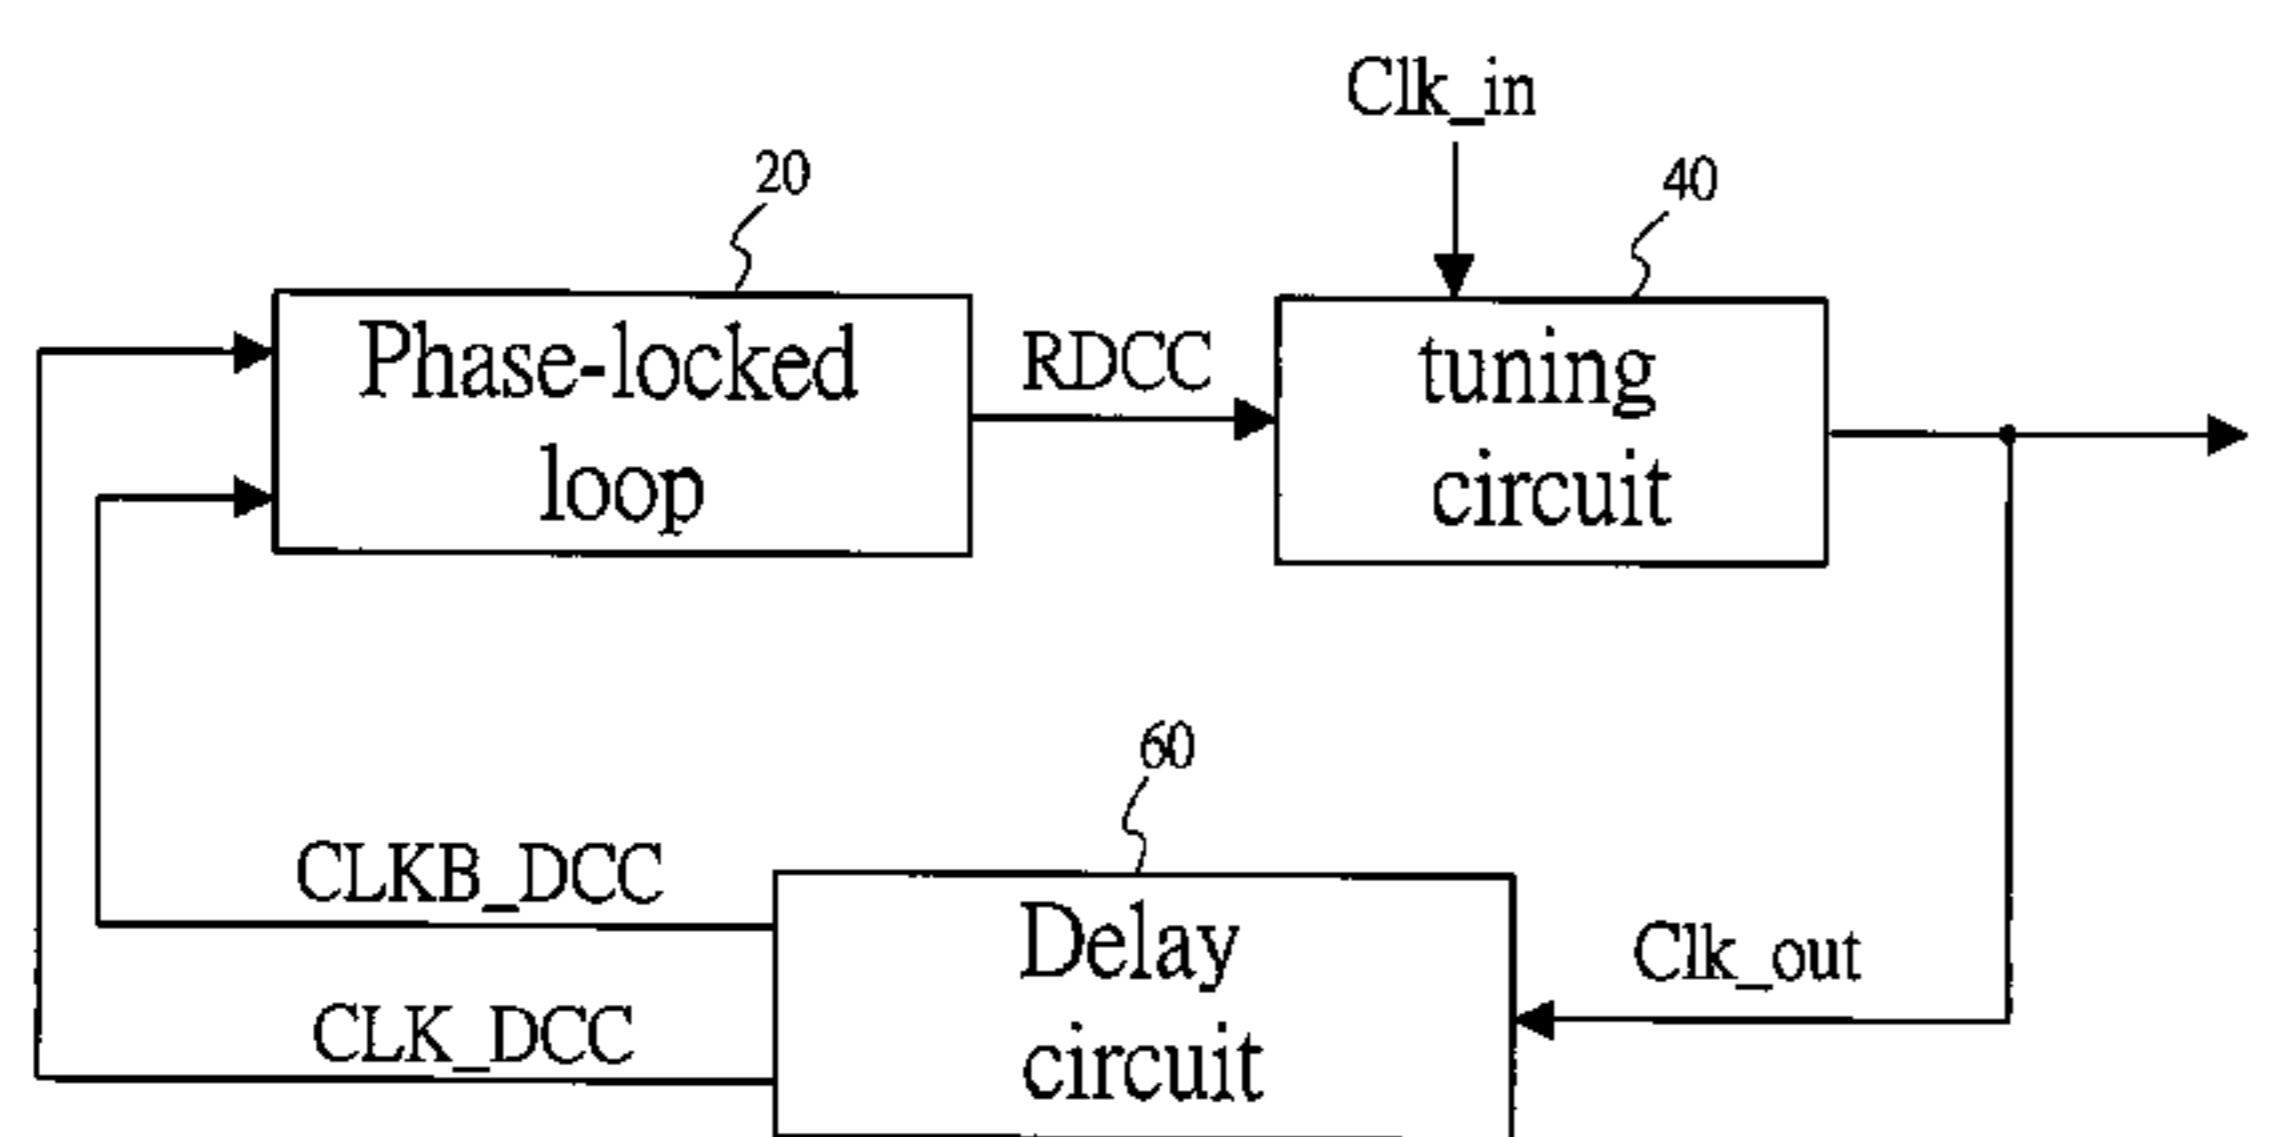 Clk_in
20
40
Phase-locked
loop
RDCC
tuning
circuit
60
CLKB_DCC
Delay
circuit
Clk_out
CLK_DCC